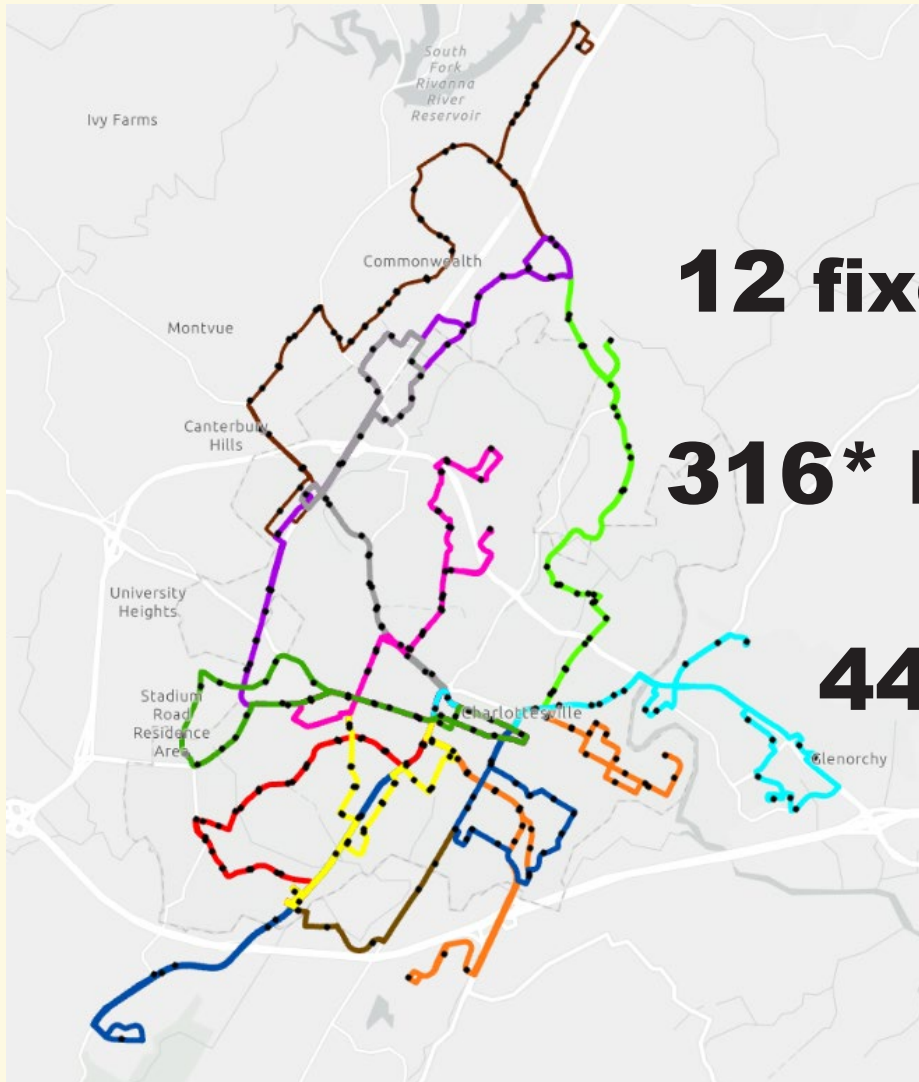 South
Fork
Rivanna
River
Reservoir
Ivy Farms
12
Commonwealth
Montvue
Canterbury
Hills
316*
University
Heights
Stadium
Road
Residence
Area
44
Charlottesville
Glenorchy